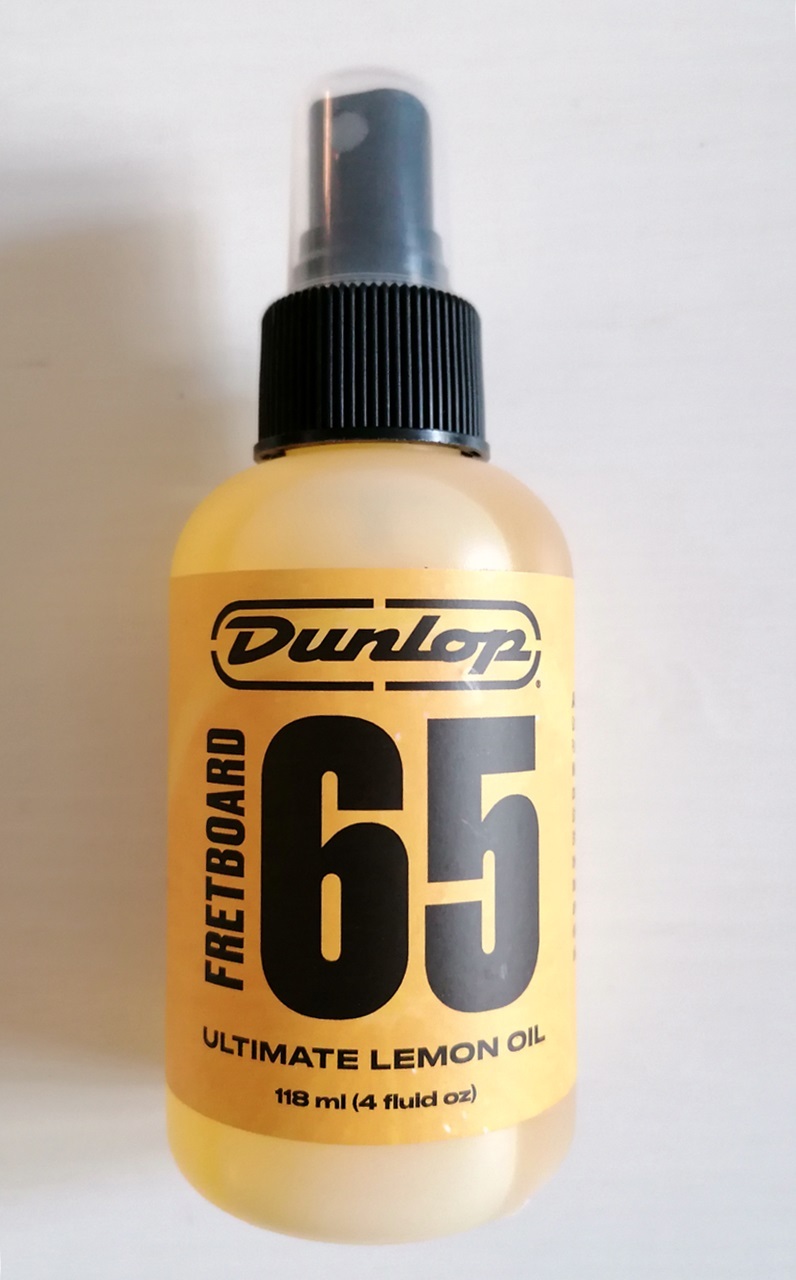 Dunlop
FRETBOARD
65
ULTIMATE LEMON OIL
118 ml (4 fluid oz)